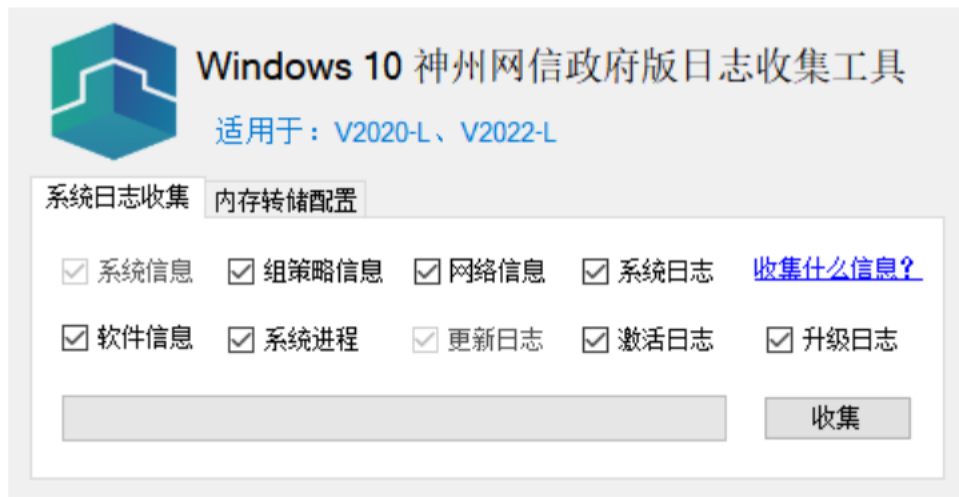 Windows 10 神州网信政府版日志收集工具
适用于：V2020-L、V2022-L
系统日志收集 内存转储配置
系统信息 组策略信息 网络信息 系统日志 收集什么信息？
软件信息 系统进程 更新日志 激活日志 升级日志
收集